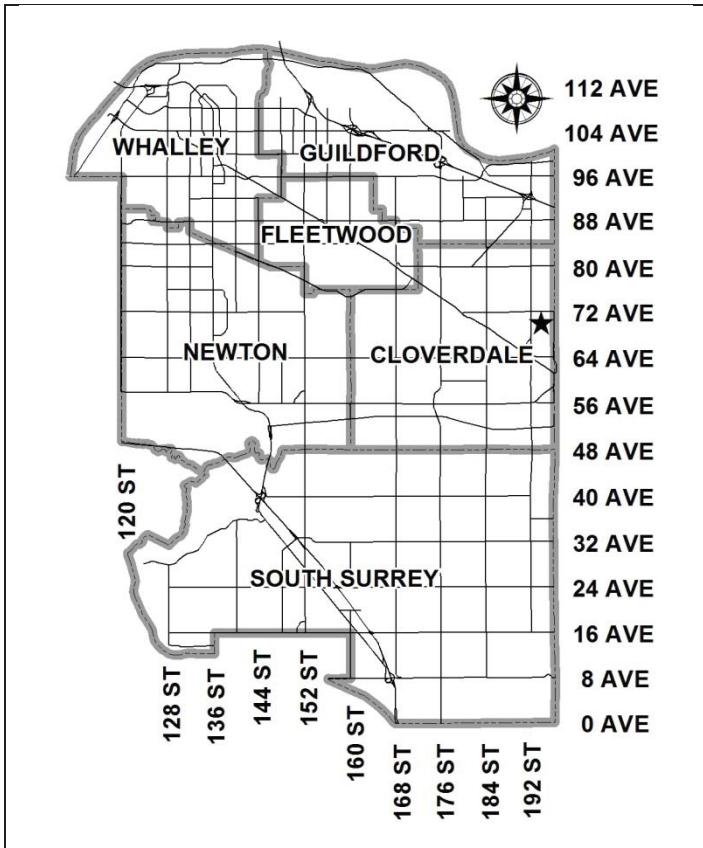 112 AVE
104 AVE
WHALLEY
GUILDFORD
96 AVE
88 AVE
FLEETWOOD
80 AVE
72 AVE
NEWTON
CLOVERDALE
64 AVE
56 AVE
48 AVE
120 ST
40 AVE
32 AVE
SOUTH SURREY
24 AVE
16 AVE
128 ST
136 ST
144 ST
152 ST
160 ST
8 AVE
0 AVE
168 ST
176 ST
184 ST
192 ST